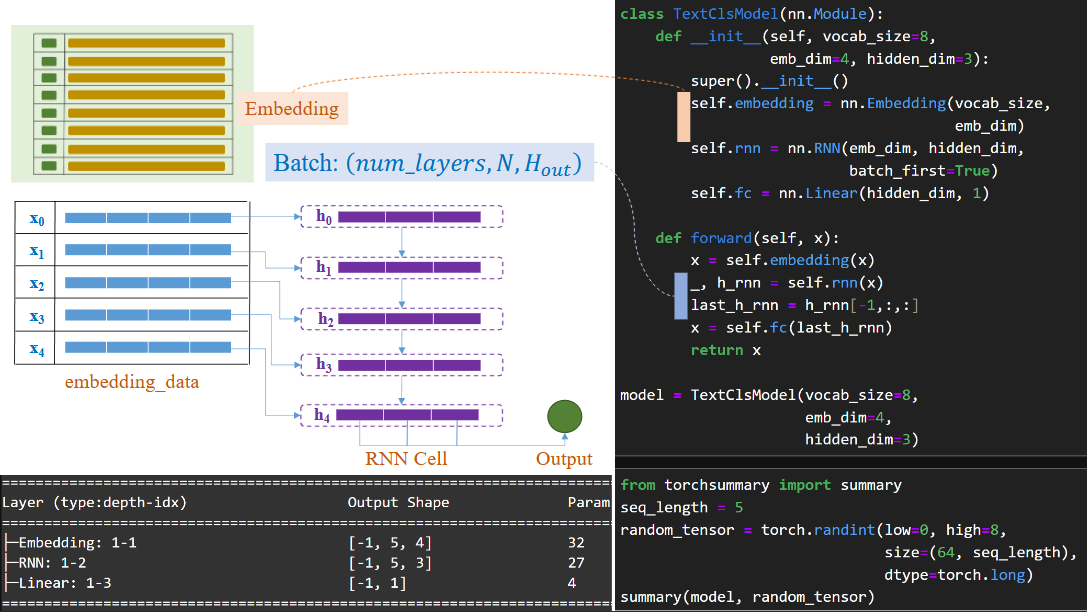 Embedding
Batch: (num_layers, N, H_out)
x_0
x_1
x_2
x_3
x_4
embedding_data
h_0
h_1
h_2
h_3
h_4
RNN Cell
Output
class TextClsModel(nn.Module):
    def __init__(self, vocab_size=8,
                 emb_dim=4, hidden_dim=3):
        super().__init__()
        self.embedding = nn.Embedding(vocab_size,
                                      emb_dim)
        self.rnn = nn.RNN(emb_dim, hidden_dim,
                          batch_first=True)
        self.fc = nn.Linear(hidden_dim, 1)
    def forward(self, x):
        x = self.embedding(x)
        _, h_rnn = self.rnn(x)
        last_h_rnn = h_rnn[-1,:,:]
        x = self.fc(last_h_rnn)
        return x
model = TextClsModel(vocab_size=8,
                     emb_dim=4,
                     hidden_dim=3)
==========================================================================
Layer (type:depth-idx) Output Shape Param
==========================================================================
├─Embedding: 1-1 [-1, 5, 4] 32
├─RNN: 1-2 [-1, 5, 3] 27
├─Linear: 1-3 [-1, 1] 4
==========================================================================
from torchsummary import summary
seq_length = 5
random_tensor = torch.randint(low=0, high=8,
                              size=(64, seq_length),
                              dtype=torch.long)
summary(model, random_tensor)